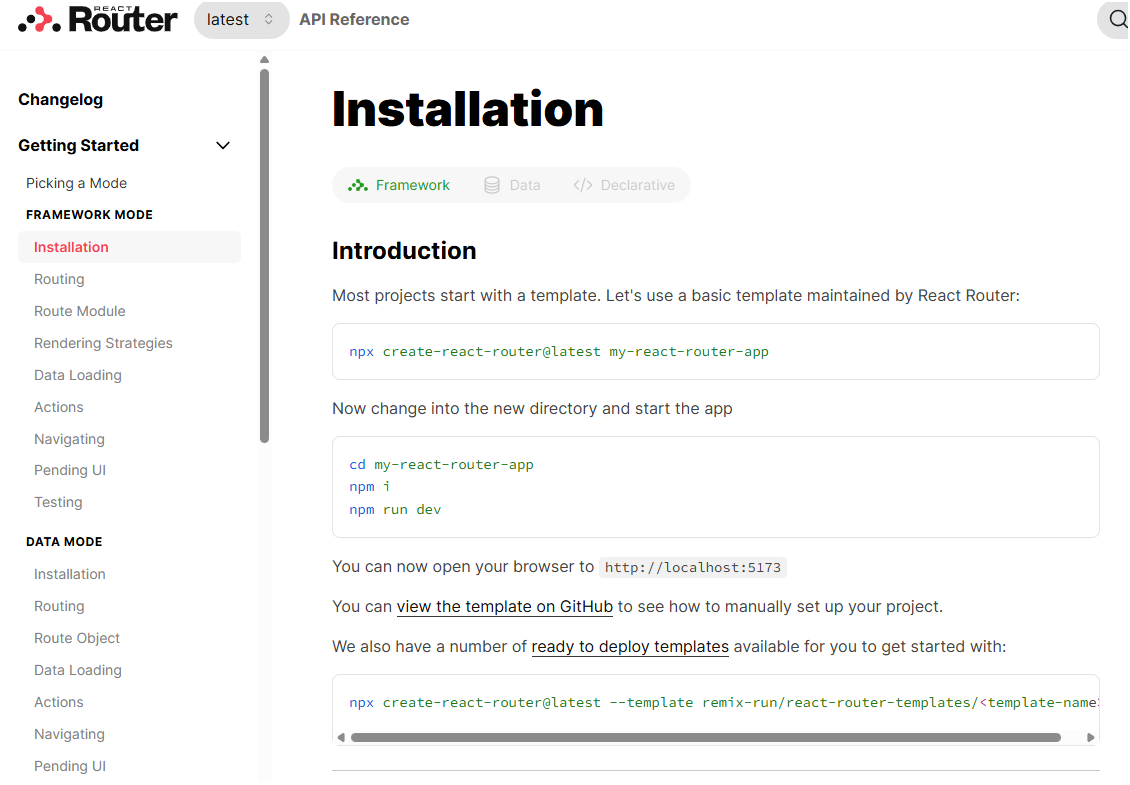 REACT
Router
latest
API Reference
Changelog
Getting Started
Picking a Mode
FRAMEWORK MODE
Installation
Routing
Route Module
Rendering Strategies
Data Loading
Actions
Navigating
Pending UI
Testing
DATA MODE
Installation
Routing
Route Object
Data Loading
Actions
Navigating
Pending UI
Installation
Framework
Data
Declarative
Introduction
Most projects start with a template. Let's use a basic template maintained by React Router:
npx create-react-router@latest my-react-router-app
Now change into the new directory and start the app
cd my-react-router-app
npm i
npm run dev
You can now open your browser to http://localhost:5173
You can view the template on GitHub to see how to manually set up your project.
We also have a number of ready to deploy templates available for you to get started with:
npx create-react-router@latest --template remix-run/react-router-templates/<template-name>